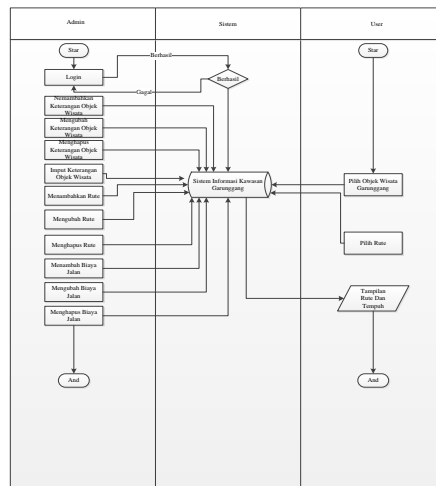 Admin
Sistem
User
Star
Star
Berhasil
Login
Berhasil
Gagal
Nemambahkan
Keterangan Objek
Wisata
Mengubah
Keterangan Objek
Wisata
Menghapus
Keterangan Objek
Wisata
Imput Keterangan
Objek Wisata
Sistem Informasi Kawasan
Garunggang
Pilih Objek Wisata
Garunggang
Menambahkan Rute
Mengubah Rute
Menghapus Rute
Pilih Rute
Menambah Biaya
Jalan
Mengubah Biaya
Jalan
Menghapus Biaya
Jalan
Tampilan
Rute Dan
Tempuh
And
And